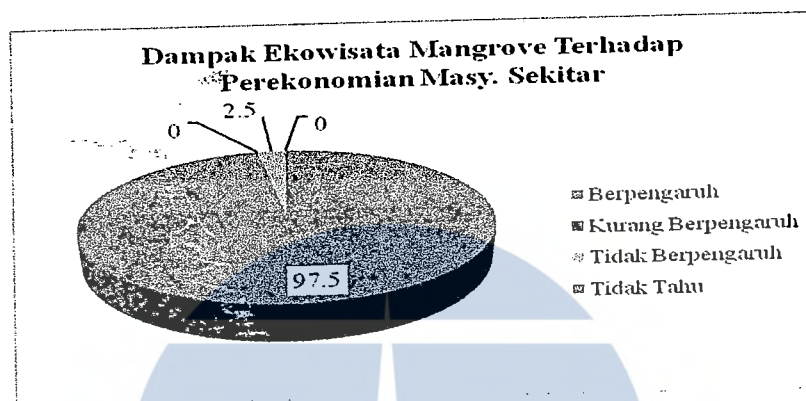 Dampak Ekowisata Mangrove Terhadap
Perekonomian Masy. Sekitar
0
2.5
0
97.5
Berpengaruh
Kurang Berpengaruh
Tidak Berpengaruh
Tidak Tahu